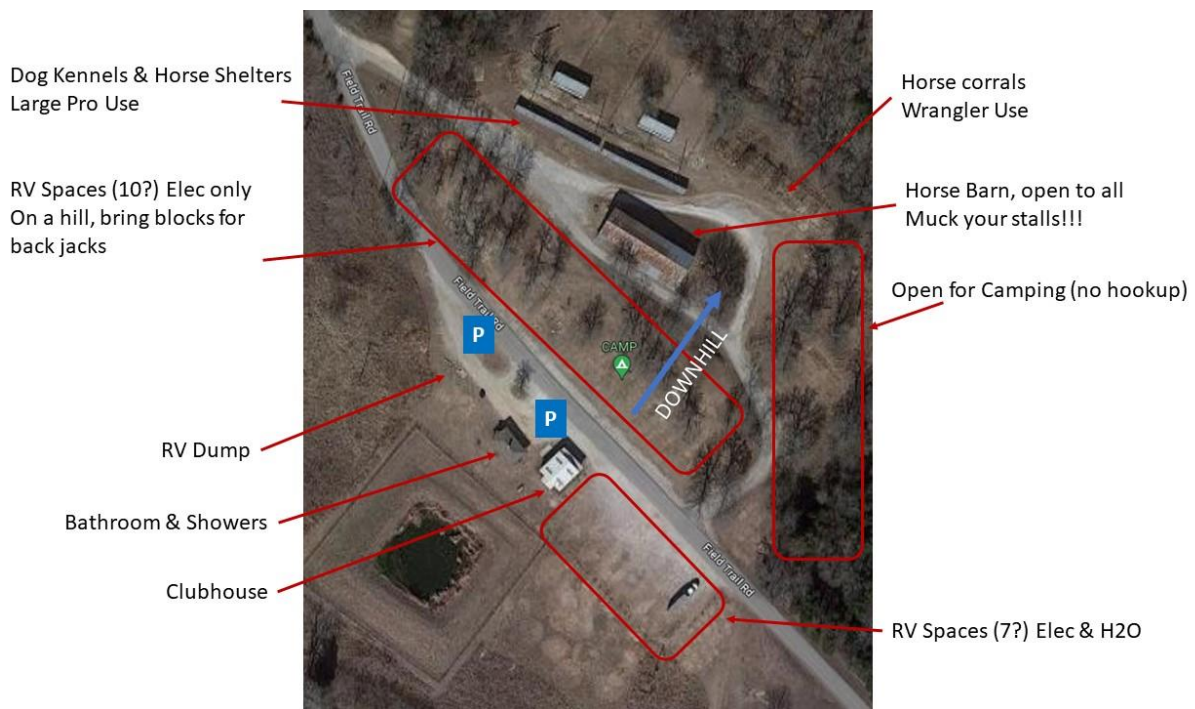 Dog Kennels & Horse Shelters
Large Pro Use
RV Spaces (10?) Elec only
On a hill, bring blocks for
back jacks
RV Dump
Bathroom & Showers
Clubhouse
Field Trail Rd
Field Trail Rd
P
CAMP
DOWNHILL
P
Field Trail Rd
Horse corrals
Wrangler Use
Horse Barn, open to all
Muck your stalls!!!
Open for Camping (no hookup)
RV Spaces (7?) Elec & H2O